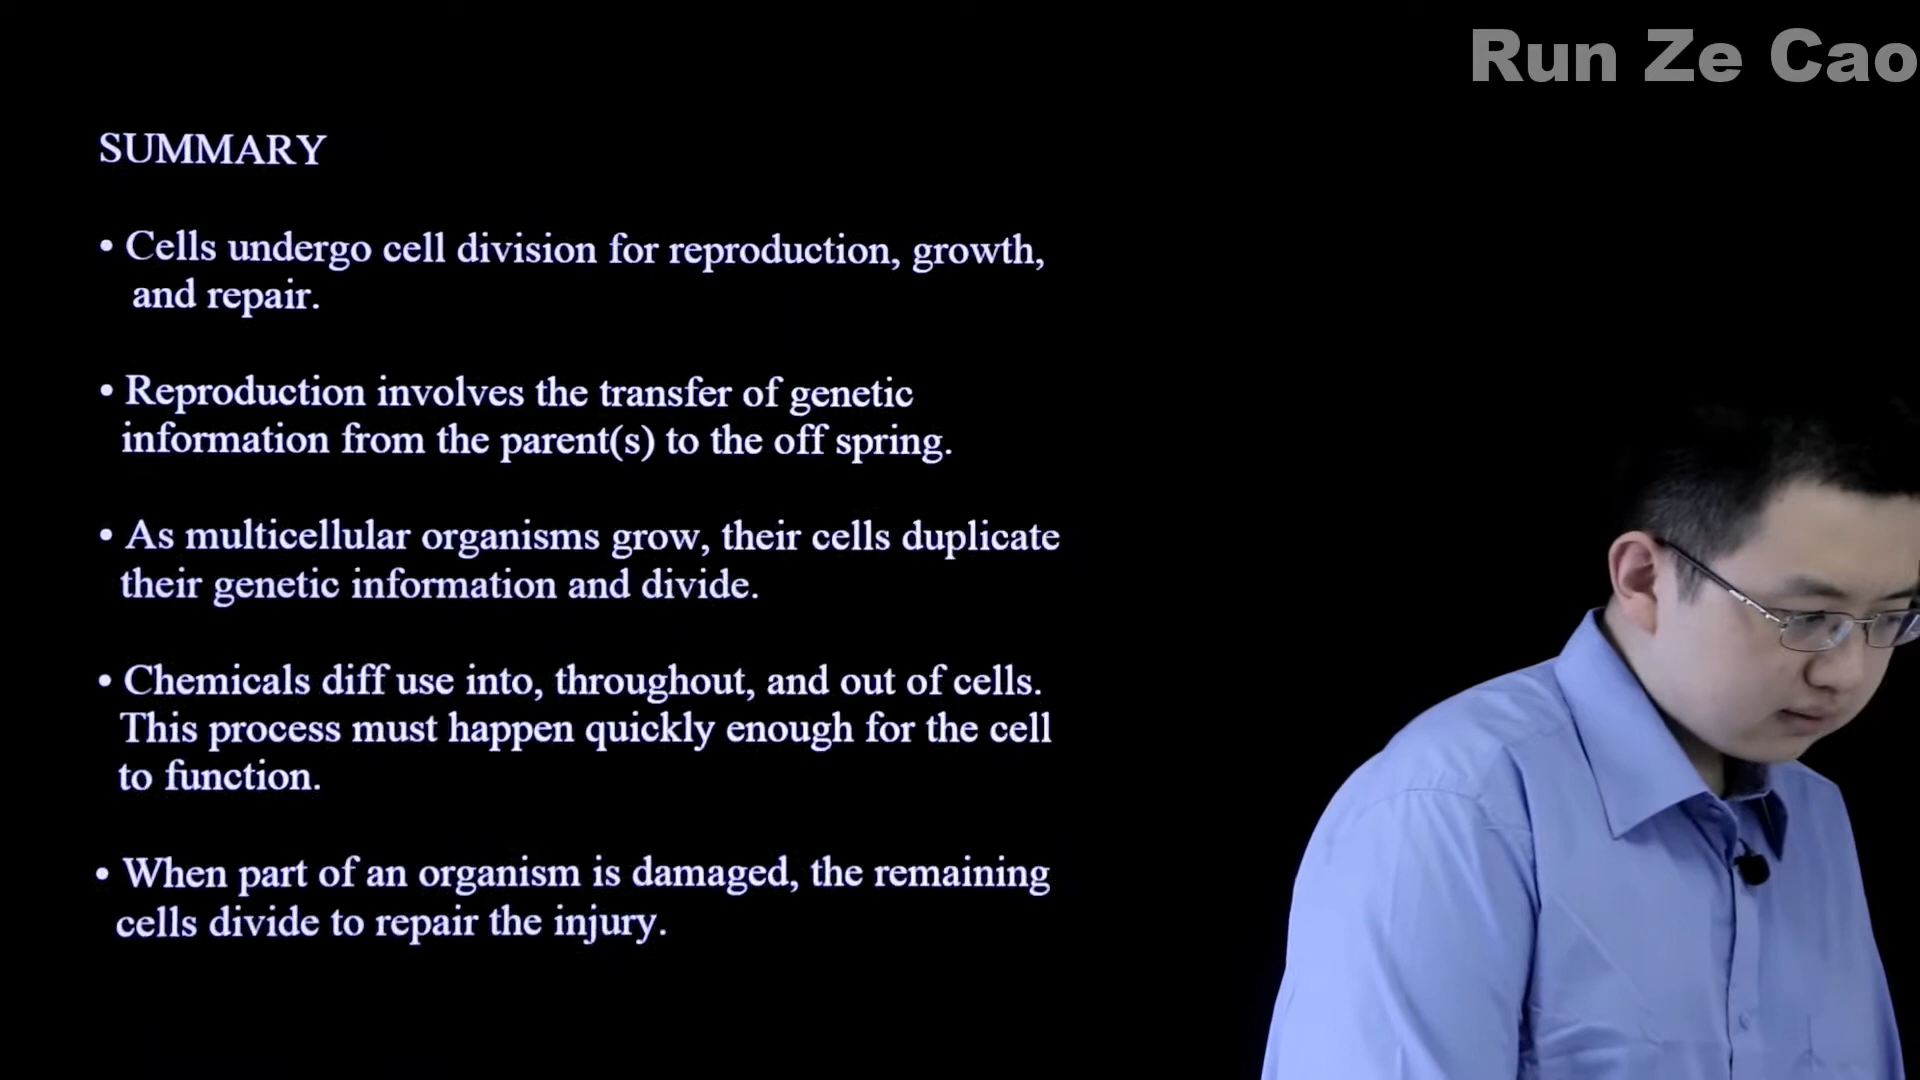 Run Ze Cao
SUMMARY
• Cells undergo cell division for reproduction, growth,
and repair.
• Reproduction involves the transfer of genetic
information from the parent(s) to the off spring.
• As multicellular organisms grow, their cells duplicate
their genetic information and divide.
• Chemicals diff use into, throughout, and out of cells.
This process must happen quickly enough for the cell
to function.
• When part of an organism is damaged, the remaining
cells divide to repair the injury.